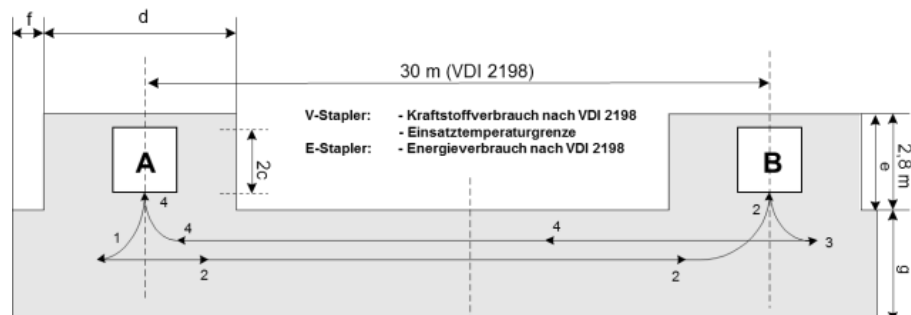 f
d
30 m (VDI 2198)
V-Stapler: - Kraftstoffverbrauch nach VDI 2198
- Einsatztemperaturgrenze
E-Stapler: - Energieverbrauch nach VDI 2198
A
B
2c
e
2,8 m
4
2
1
4
4
3
2
2
g